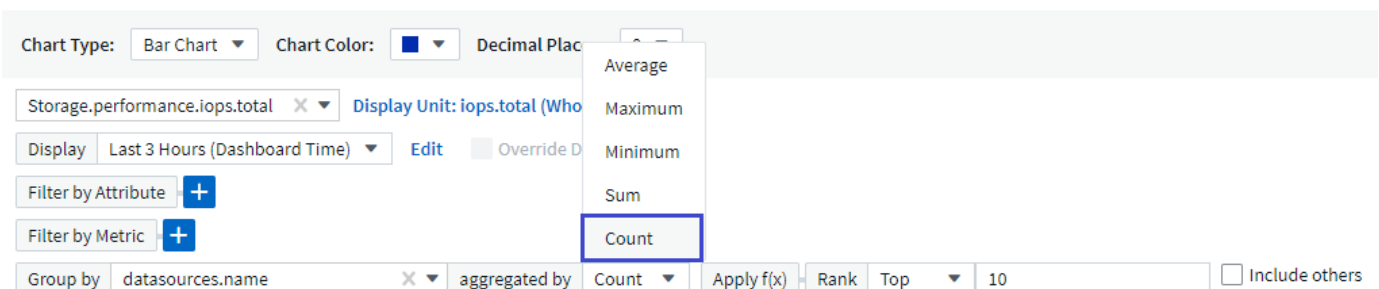 Chart Type: Bar Chart Chart Color: Decimal Plac
Average
Storage.performance.iops.total Display Unit: iops.total (Who
Maximum
Display Last 3 Hours (Dashboard Time) Edit Override D
Minimum
Filter by Attribute +
Sum
Filter by Metric +
Count
Group by datasources.name aggregated by Count Apply f(x) Rank Top 10 Include others